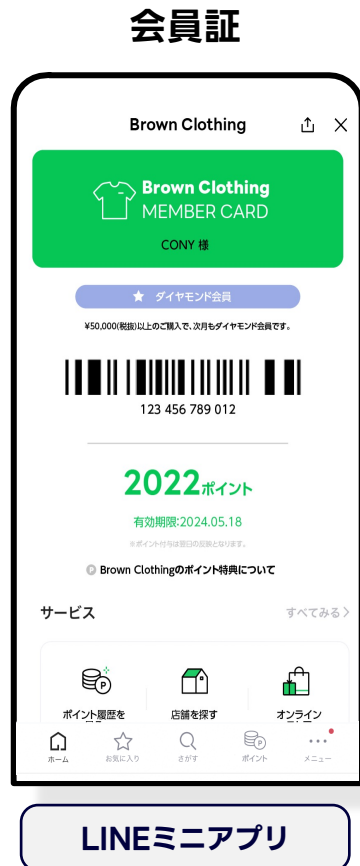 会員証
Brown Clothing
Brown Clothing
MEMBER CARD
CONY 様
★ ダイヤモンド会員
¥50,000(税抜)以上のご購入で、次月もダイヤモンド会員です。
123 456 789 012
2022ポイント
有効期限:2024.05.18
※ポイント付与は翌日の反映となります。
P Brown Clothingのポイント特典について
サービス すべてみる
ポイント履歴を 店舗を探す オンライン
ホーム お気に入り さがす ポイント メニュー
LINEミニアプリ